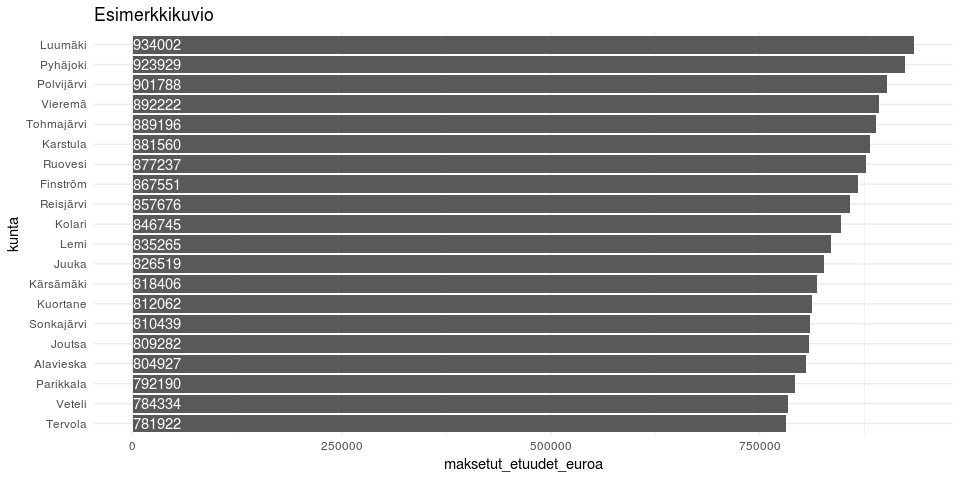 Esimerkkikuvio
kunta
Luumäki 934002
Pyhäjoki 923929
Polvijärvi 901788
Vieremä 892222
Tohmajärvi 889196
Karstula 881560
Ruovesi 877237
Finström 867551
Reisjärvi 857676
Kolari 846745
Lemi 835265
Juuka 826519
Kärsämäki 818406
Kuortane 812062
Sonkajärvi 810439
Joutsa 809282
Alavieska 804927
Parikkala 792190
Veteli 784334
Tervola 781922
0 250000 500000 750000
maksetut_etuudet_euroa